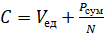 C = Vед + Pсум/N